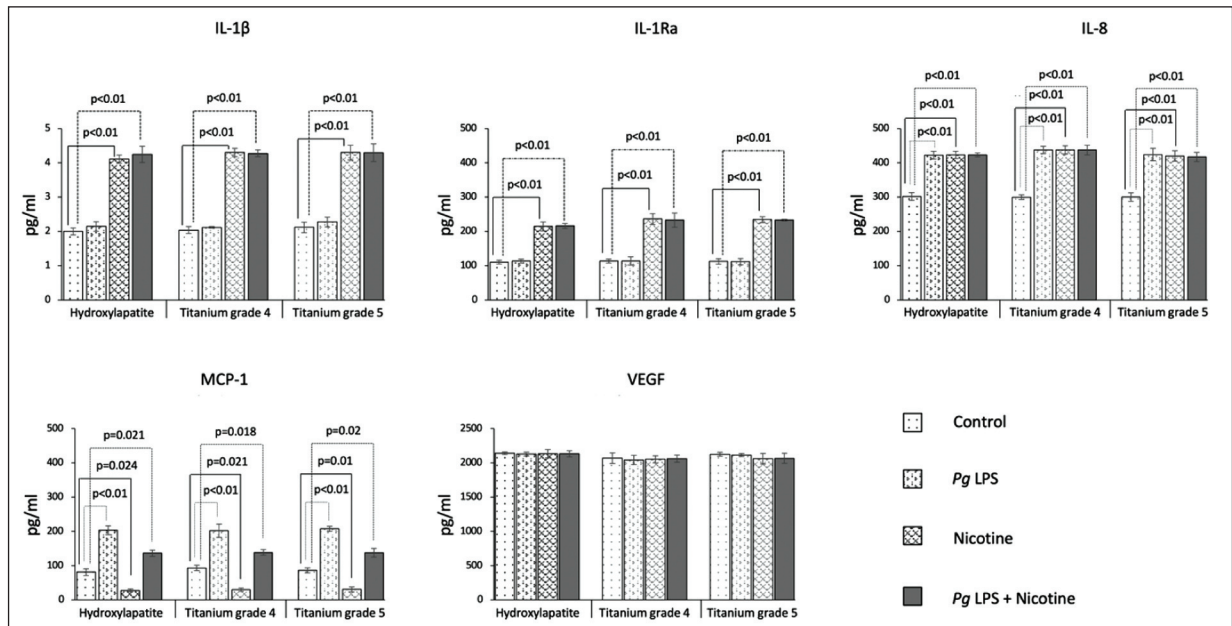 IL-1β
p<0.01
p<0.01
p<0.01
p<0.01
p<0.01
p<0.01
5
4
3
2
1
0
pg/ml
Hydroxylapatite
Titanium grade 4
Titanium grade 5
IL-1Ra
p<0.01
p<0.01
p<0.01
p<0.01
p<0.01
p<0.01
500
400
300
200
100
0
pg/ml
Hydroxylapatite
Titanium grade 4
Titanium grade 5
IL-8
p<0.01
p<0.01
p<0.01
p<0.01
p<0.01
p<0.01
p<0.01
p<0.01
p<0.01
500
400
300
200
100
0
pg/ml
Hydroxylapatite
Titanium grade 4
Titanium grade 5
MCP-1
p=0.021
p=0.024
p<0.01
p=0.018
p=0.021
p<0.01
p=0.02
p=0.01
p<0.01
500
400
300
200
100
0
pg/ml
Hydroxylapatite
Titanium grade 4
Titanium grade 5
VEGF
2500
2000
1500
1000
500
0
pg/ml
Hydroxylapatite
Titanium grade 4
Titanium grade 5
Control
Pg LPS
Nicotine
Pg LPS + Nicotine